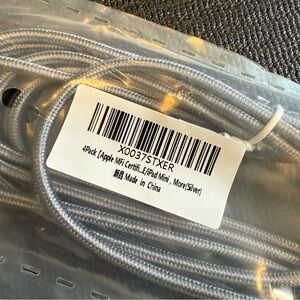 X0037STXER
4Pack [Apple MFi Certifi...E/iPad Mini , More(Silver)
新品 Made in China